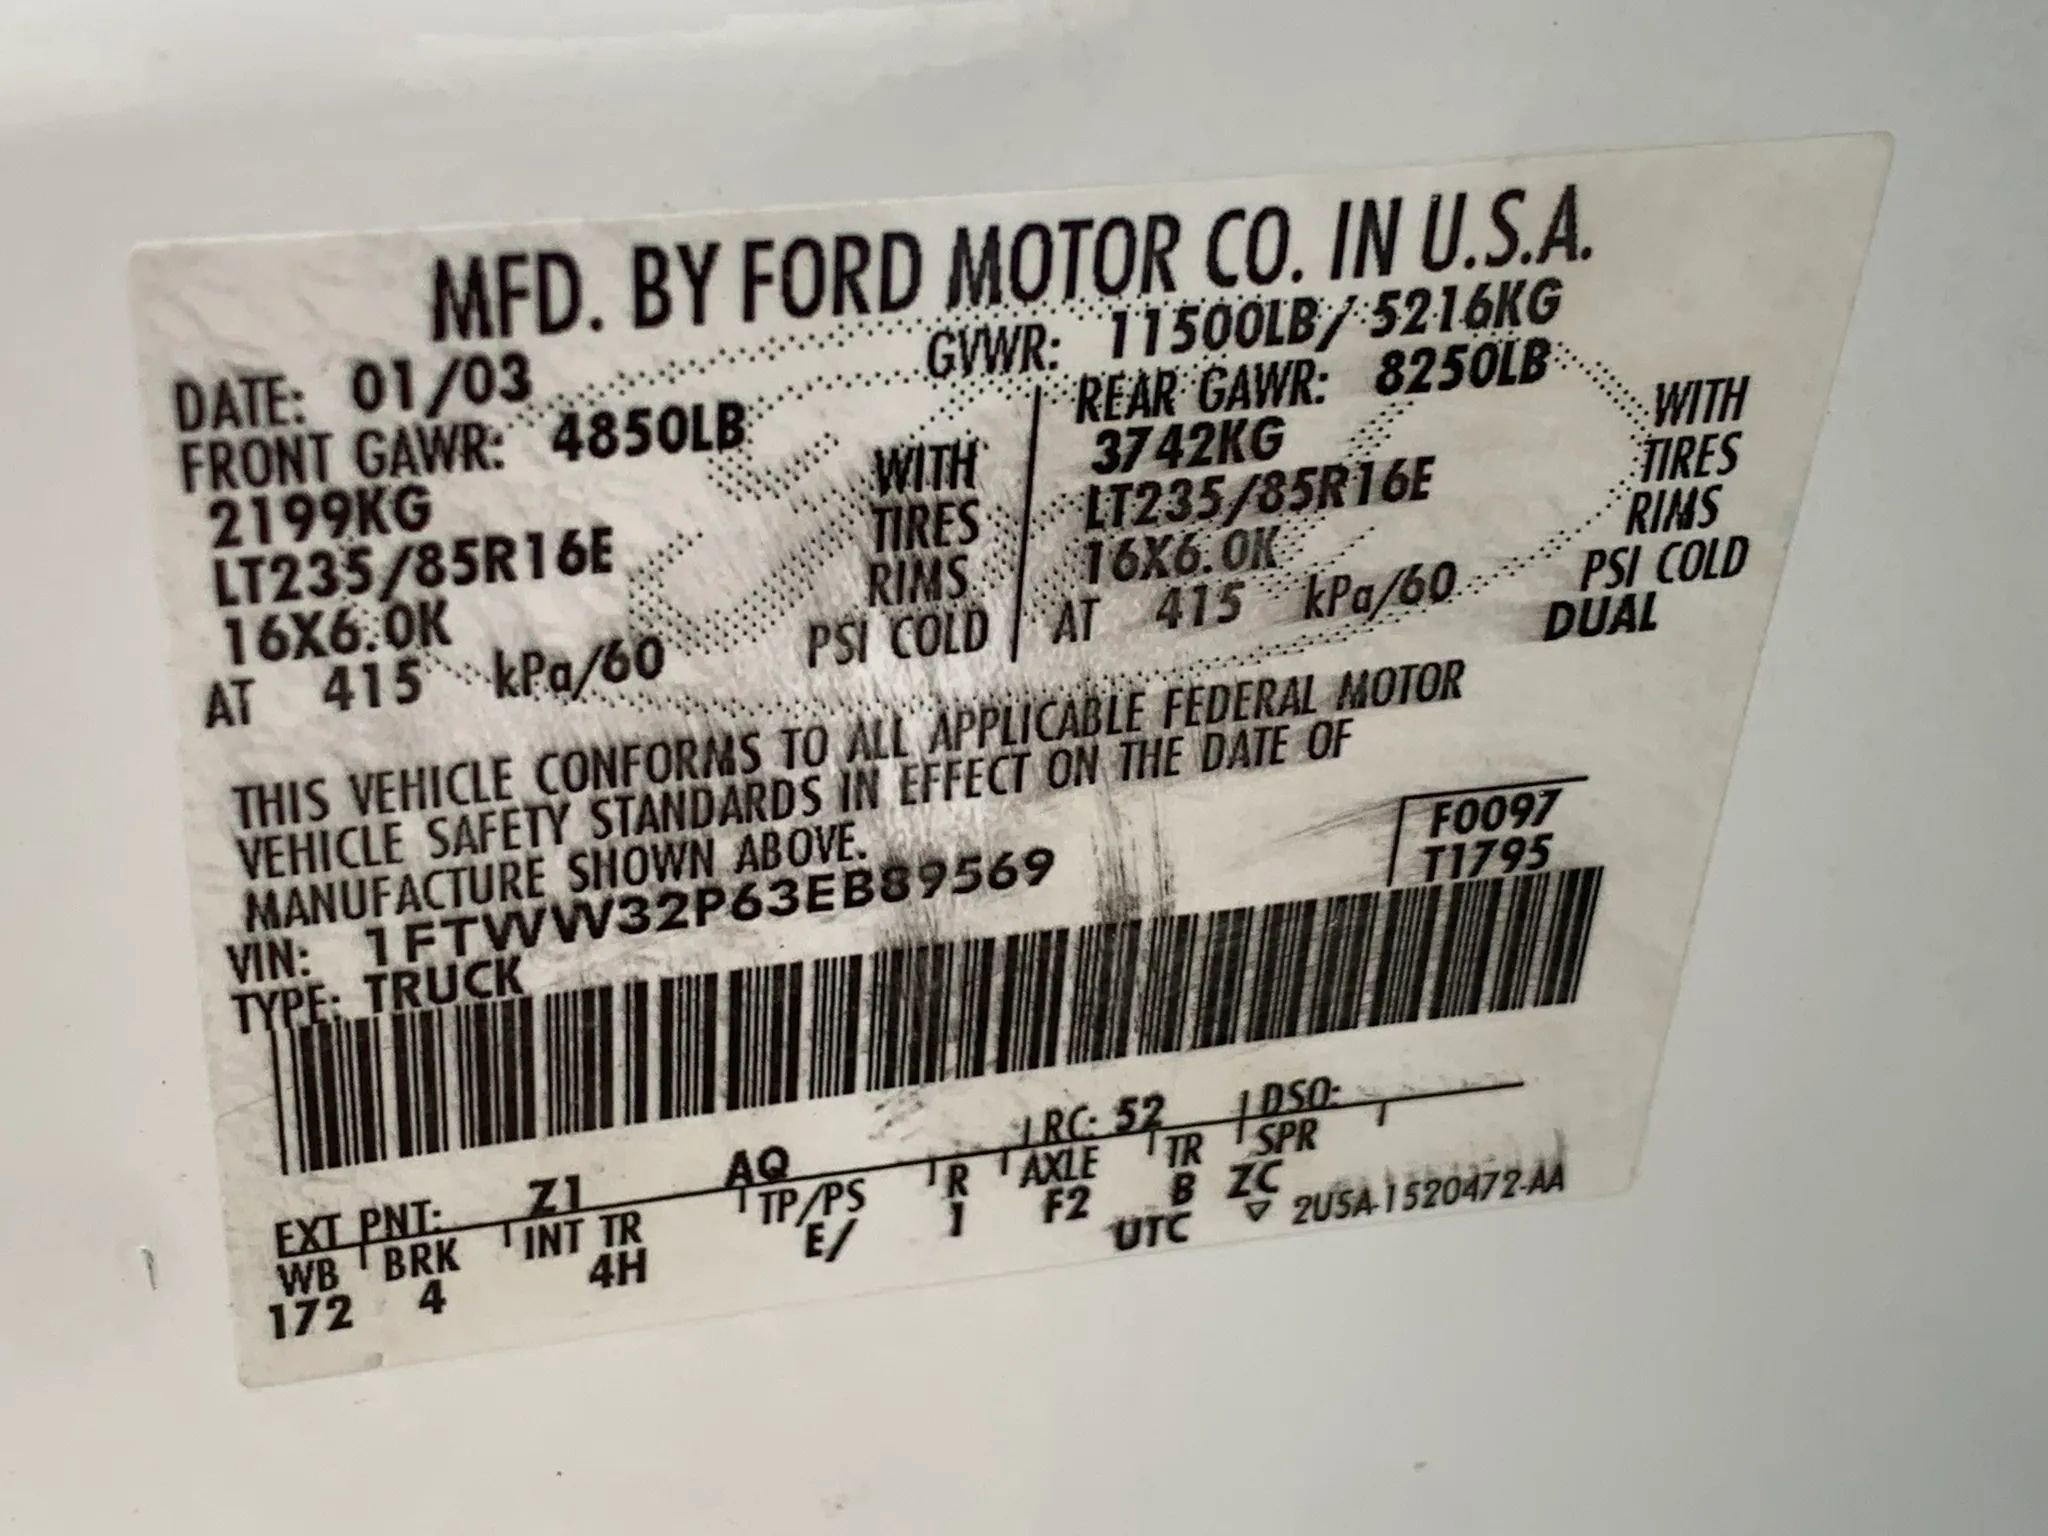 MFD. BY FORD MOTOR CO. IN U.S.A.
DATE: 01/03 GVWR: 11500LB/ 5216KG
FRONT GAWR: 4850LB REAR GAWR: 8250LB
2199KG WITH 3742KG WITH
LT235/85R16E TIRES LT235/85R16E TIRES
16X6.0K RIMS 16X6.0K RIMS
AT 415 kPa/60 PSI COLD AT 415 kPa/60 PSI COLD
DUAL
THIS VEHICLE CONFORMS TO ALL APPLICABLE FEDERAL MOTOR
VEHICLE SAFETY STANDARDS IN EFFECT ON THE DATE OF
MANUFACTURE SHOWN ABOVE.
F0097
VIN: 1FTWW32P63EB89569 T1795
TYPE: TRUCK
EXT PNT: Z1 AQ RC: 52 DSO:
WB BRK INT TR TP/PS R AXLE TR SPR
172 4 4H E/ 1 F2 B ZC
UTC ▽ 2USA-1520472-AA